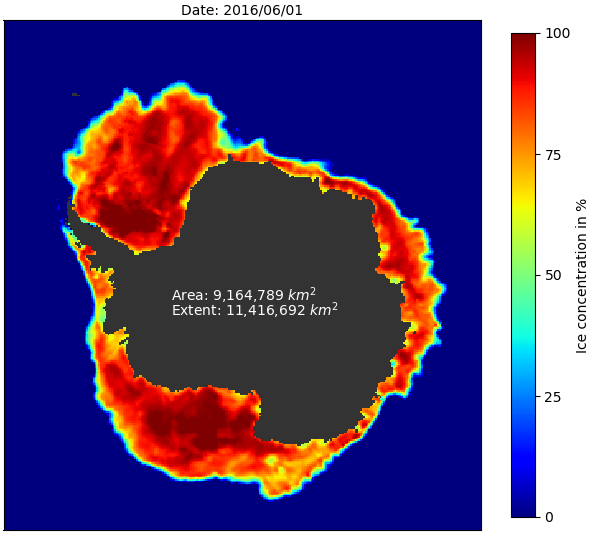 Date: 2016/06/01
100
75
50
25
0
Ice concentration in %
Area: 9,164,789 km²
Extent: 11,416,692 km²